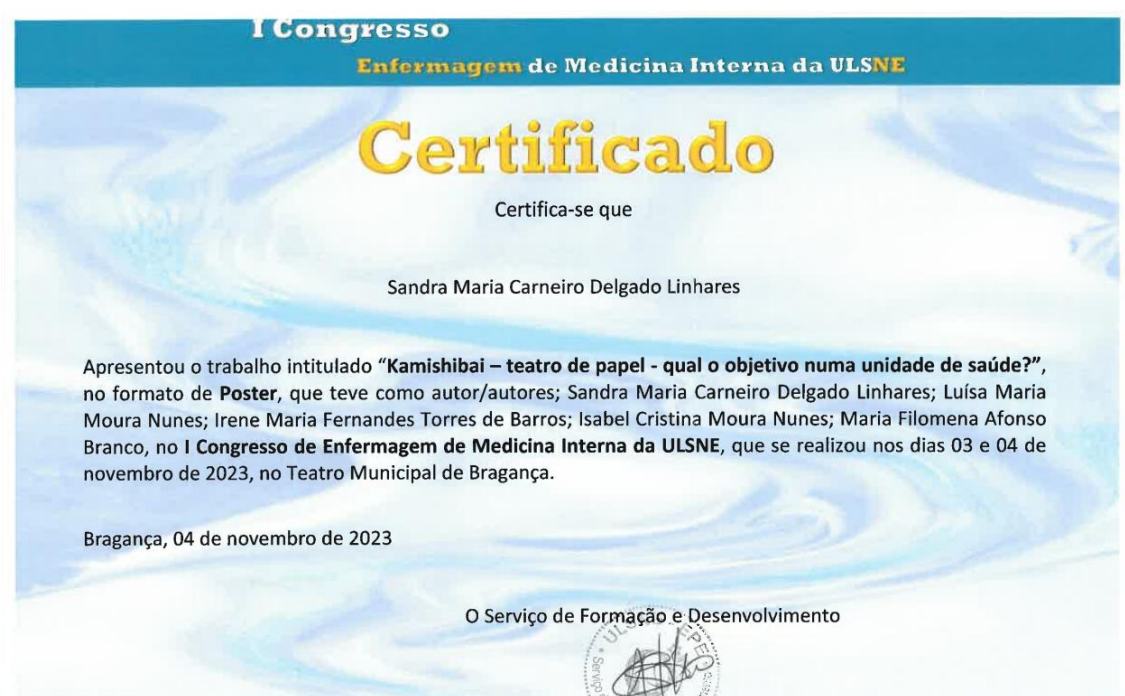 I Congresso
Enfermagem de Medicina Interna da ULSNE
Certificado
Certifica-se que
Sandra Maria Carneiro Delgado Linhares
Apresentou o trabalho intitulado “Kamishibai – teatro de papel - qual o objetivo numa unidade de saúde?”,
no formato de Poster, que teve como autor/autores; Sandra Maria Carneiro Delgado Linhares; Luísa Maria
Moura Nunes; Irene Maria Fernandes Torres de Barros; Isabel Cristina Moura Nunes; Maria Filomena Afonso
Branco, no I Congresso de Enfermagem de Medicina Interna da ULSNE, que se realizou nos dias 03 e 04 de
novembro de 2023, no Teatro Municipal de Bragança.
Bragança, 04 de novembro de 2023
O Serviço de Formação e Desenvolvimento